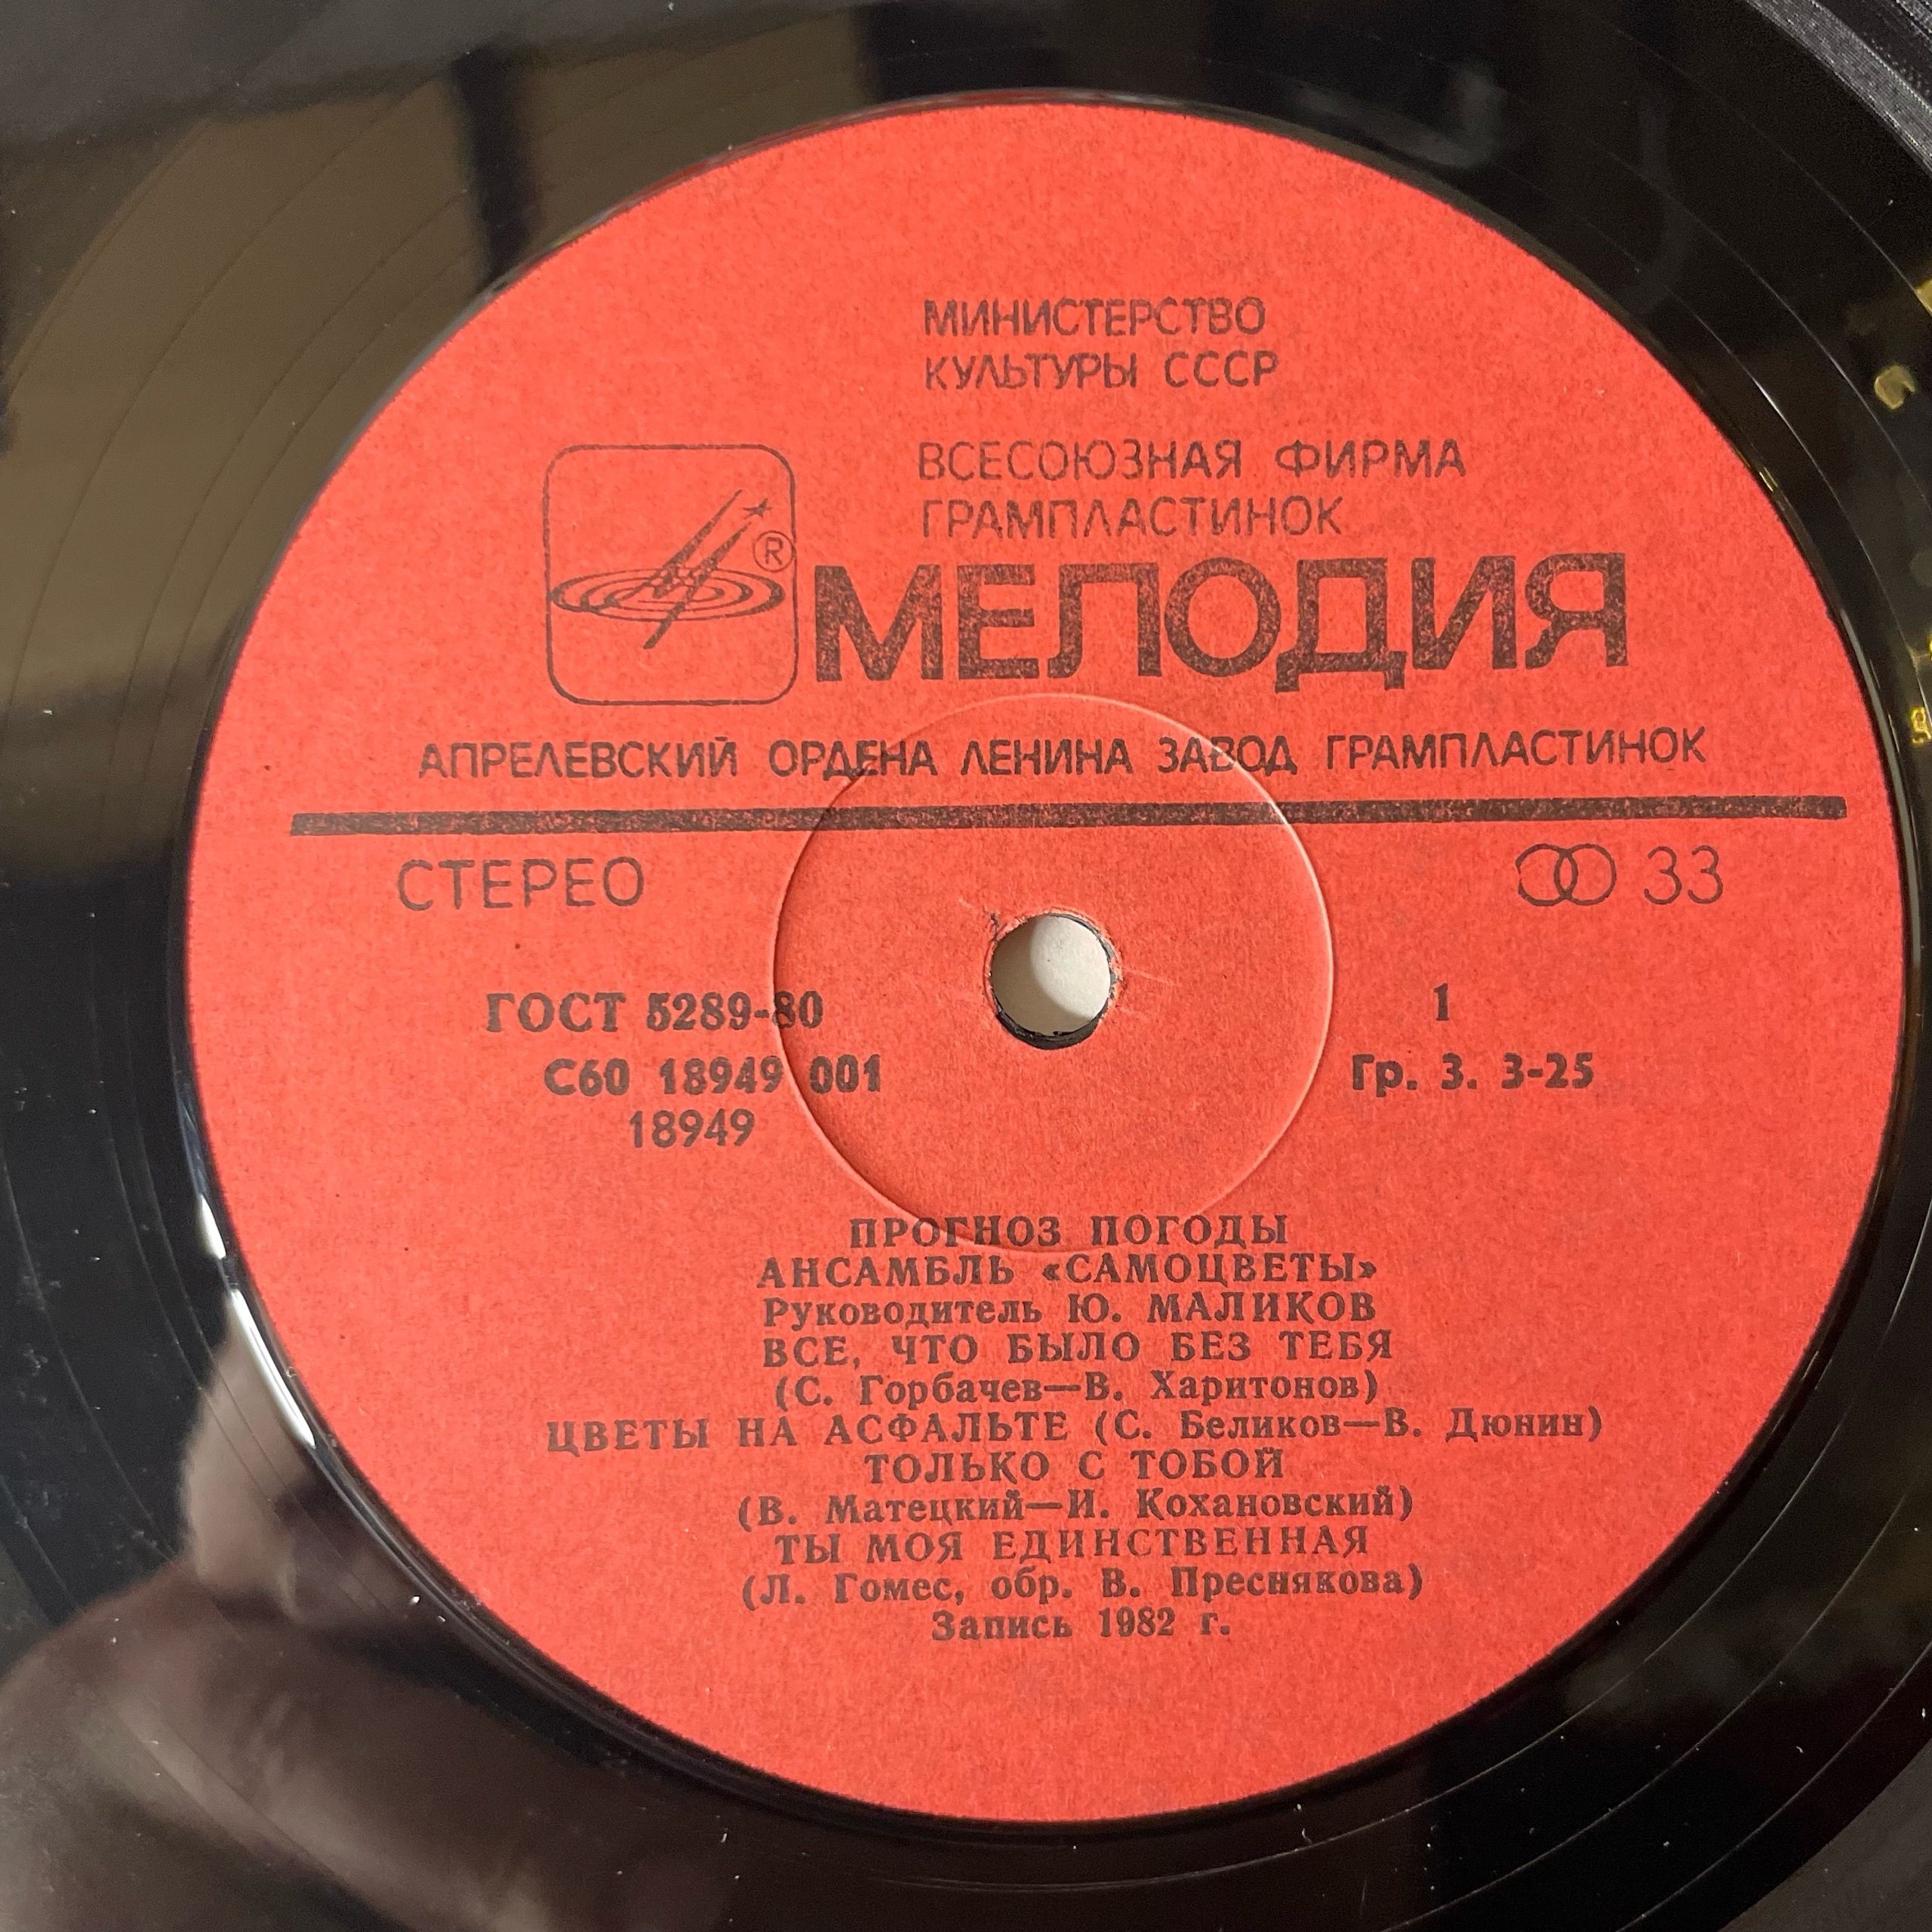 МИНИСТЕРСТВО
КУЛЬТУРЫ СССР
ВСЕСОЮЗНАЯ ФИРМА
ГРАМПЛАСТИНОК
®
МЕЛОДИЯ
АПРЕЛЕВСКИЙ ОРДЕНА ЛЕНИНА ЗАВОД ГРАМПЛАСТИНОК
СТЕРЕО
33
ГОСТ 5289-80
1
С60 18949 001
Гр. 3. 3-25
18949
ПРОГНОЗ ПОГОДЫ
АНСАМБЛЬ «САМОЦВЕТЫ»
Руководитель Ю. МАЛИКОВ
ВСЕ, ЧТО БЫЛО БЕЗ ТЕБЯ
(С. Горбачев—В. Харитонов)
ЦВЕТЫ НА АСФАЛЬТЕ (С. Беликов—В. Дюнин)
ТОЛЬКО С ТОБОЙ
(В. Матецкий—И. Кохановский)
ТЫ МОЯ ЕДИНСТВЕННАЯ
(Л. Гомес, обр. В. Преснякова)
Запись 1982 г.